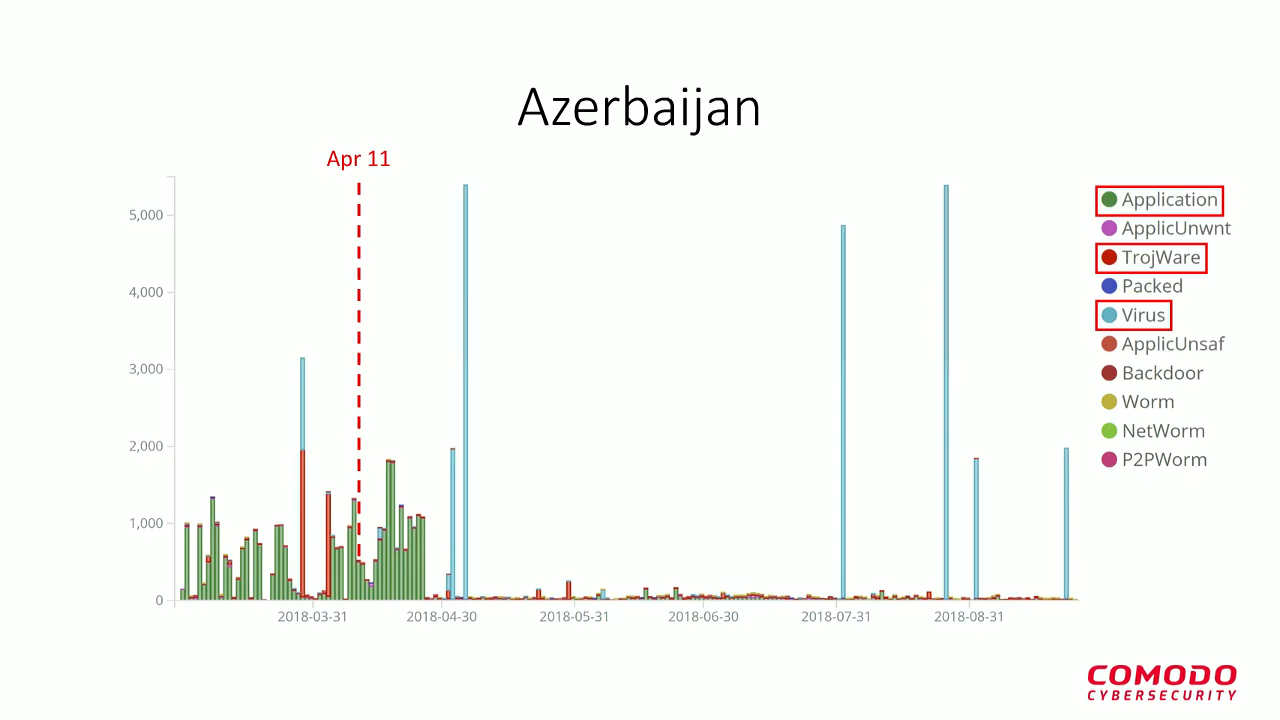 Azerbaijan
Apr 11
5,000
4,000
3,000
2,000
1,000
0
2018-03-31
2018-04-30
2018-05-31
2018-06-30
2018-07-31
2018-08-31
Application
ApplicUnwnt
TrojWare
Packed
Virus
ApplicUnsaf
Backdoor
Worm
NetWorm
P2PWorm
COMODO
CYBERSECURITY